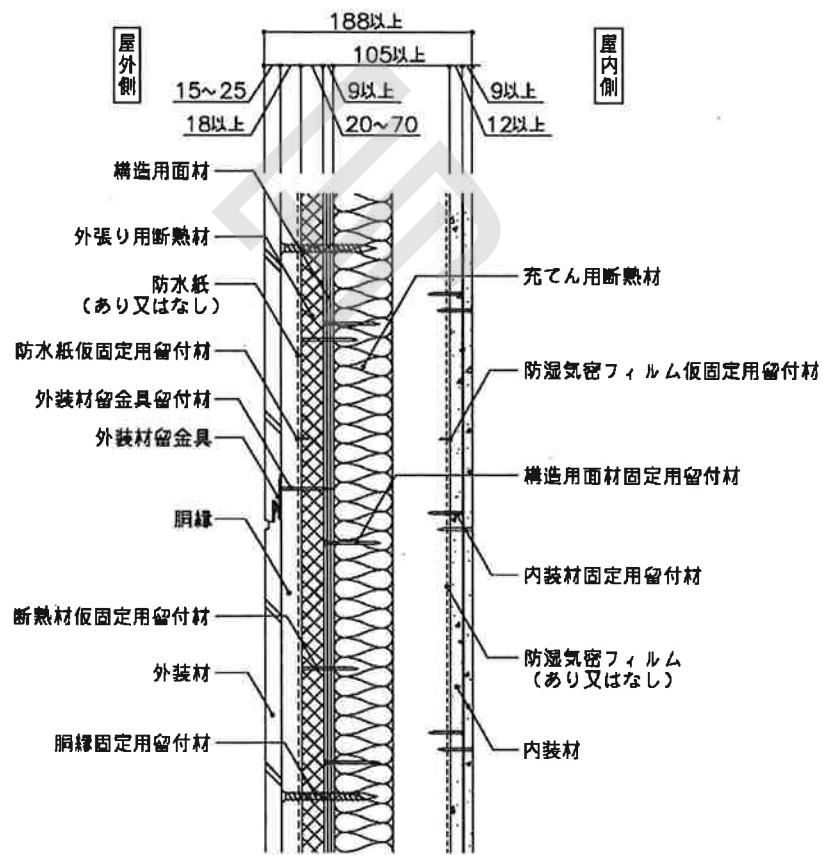 188以上
105以上
屋外側
屋内側
15~25
9以上
9以上
18以上
20~70
12以上
構造用面材
外張り用断熱材
防水紙
(あり又はなし)
防水紙仮固定用留付材
外装材留金具留付材
外装材留金具
胴縁
断熱材仮固定用留付材
外装材
胴縁固定用留付材
充てん用断熱材
防湿気密フィルム仮固定用留付材
構造用面材固定用留付材
内装材固定用留付材
防湿気密フィルム
(あり又はなし)
内装材